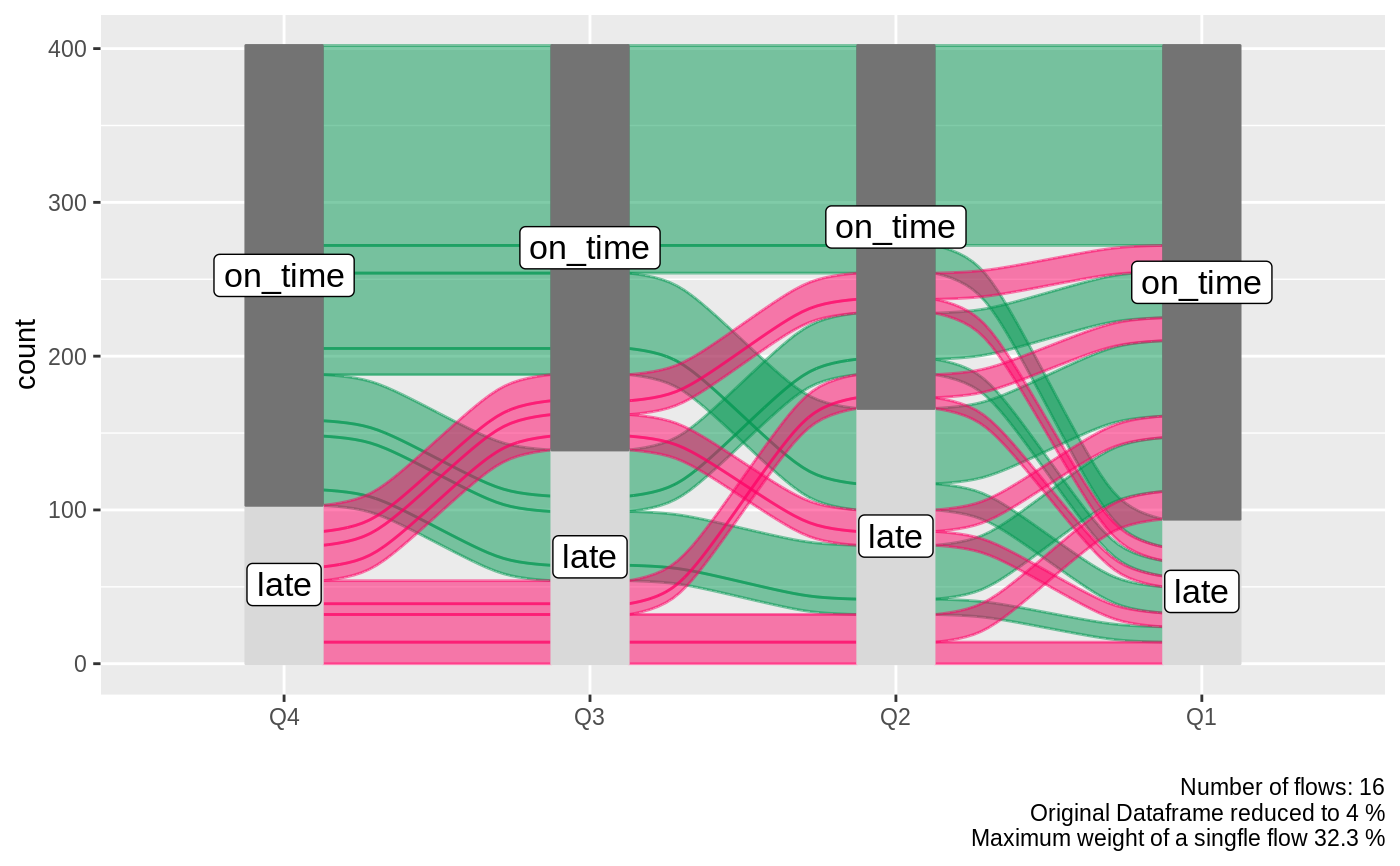 count
400
300
200
100
0
on_time
late
on_time
late
on_time
late
on_time
late
Q4 Q3 Q2 Q1
Number of flows: 16
Original Dataframe reduced to 4 %
Maximum weight of a singfle flow 32.3 %